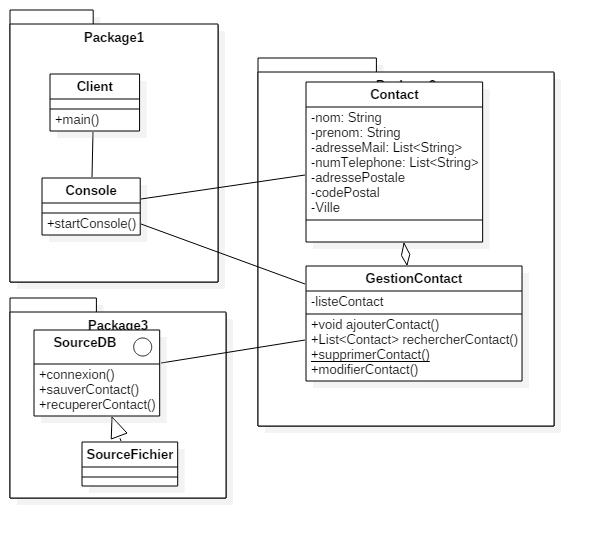 Package1
Client
+main()
Console
+startConsole()
Contact
-nom: String
-prenom: String
-adresseMail: List<String>
-numTelephone: List<String>
-adressePostale
-codePostal
-Ville
GestionContact
-listeContact
+void ajouterContact()
+List<Contact> rechercherContact()
+supprimerContact()
+modifierContact()
Package3
SourceDB
+connexion()
+sauverContact()
+recupererContact()
SourceFichier